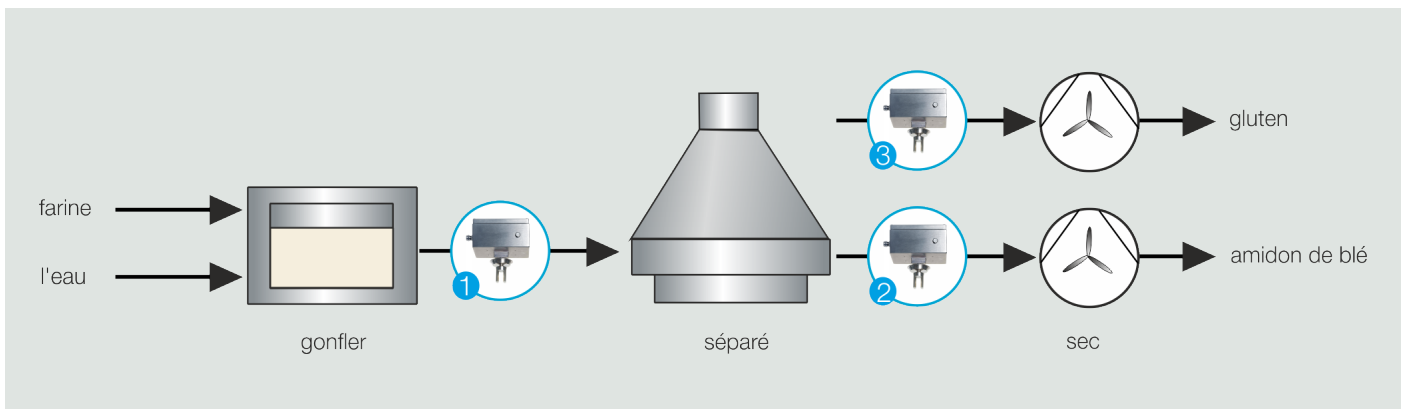 farine
l'eau
gonfler
1
séparé
3
2
sec
gluten
amidon de blé